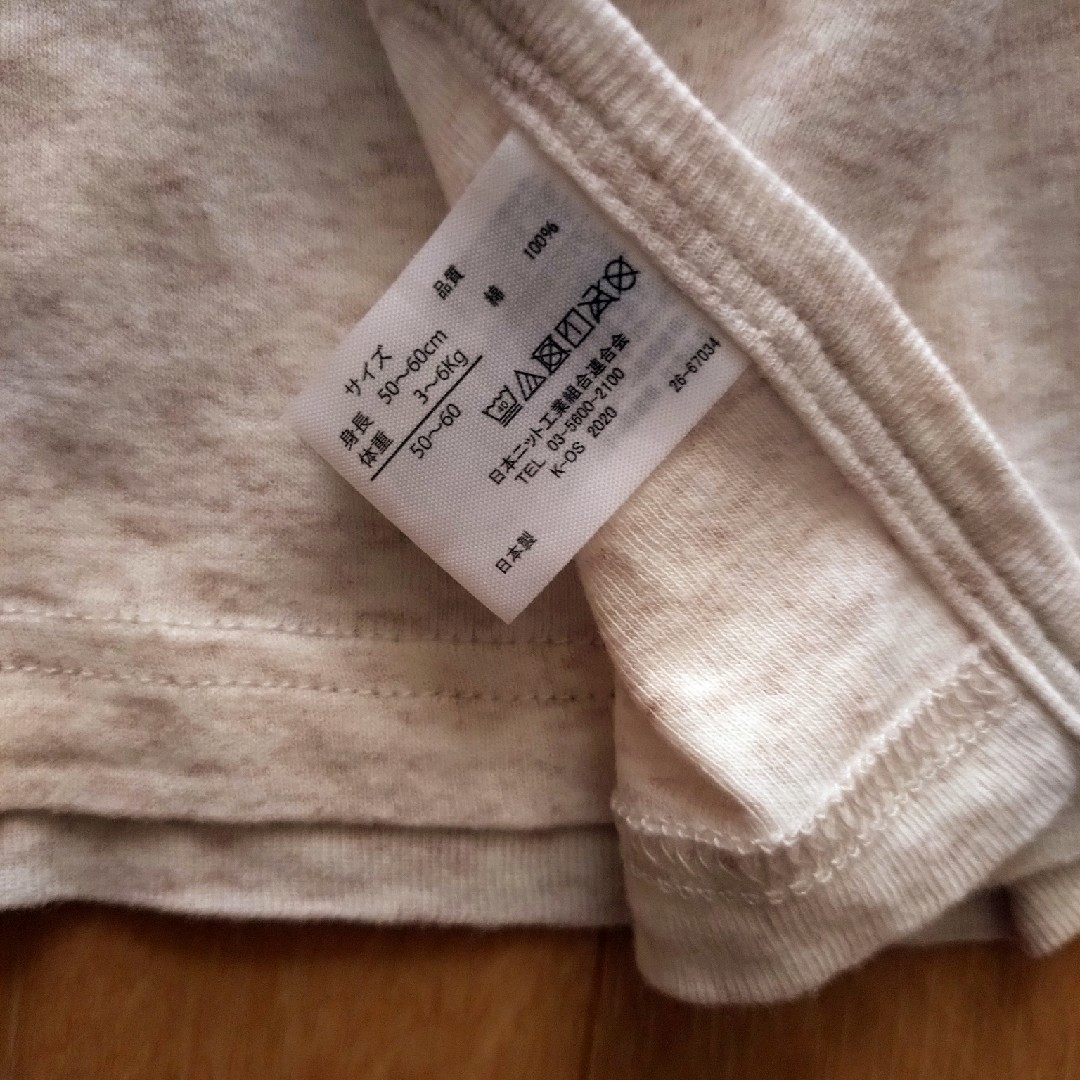 サイズ
身長 50~60cm
体重 3~6Kg
50~60
品質
綿 100%
40
日本ニット工業組合連合会
TEL 03-5600-2100
K-OS 2020
26-67034
日本製